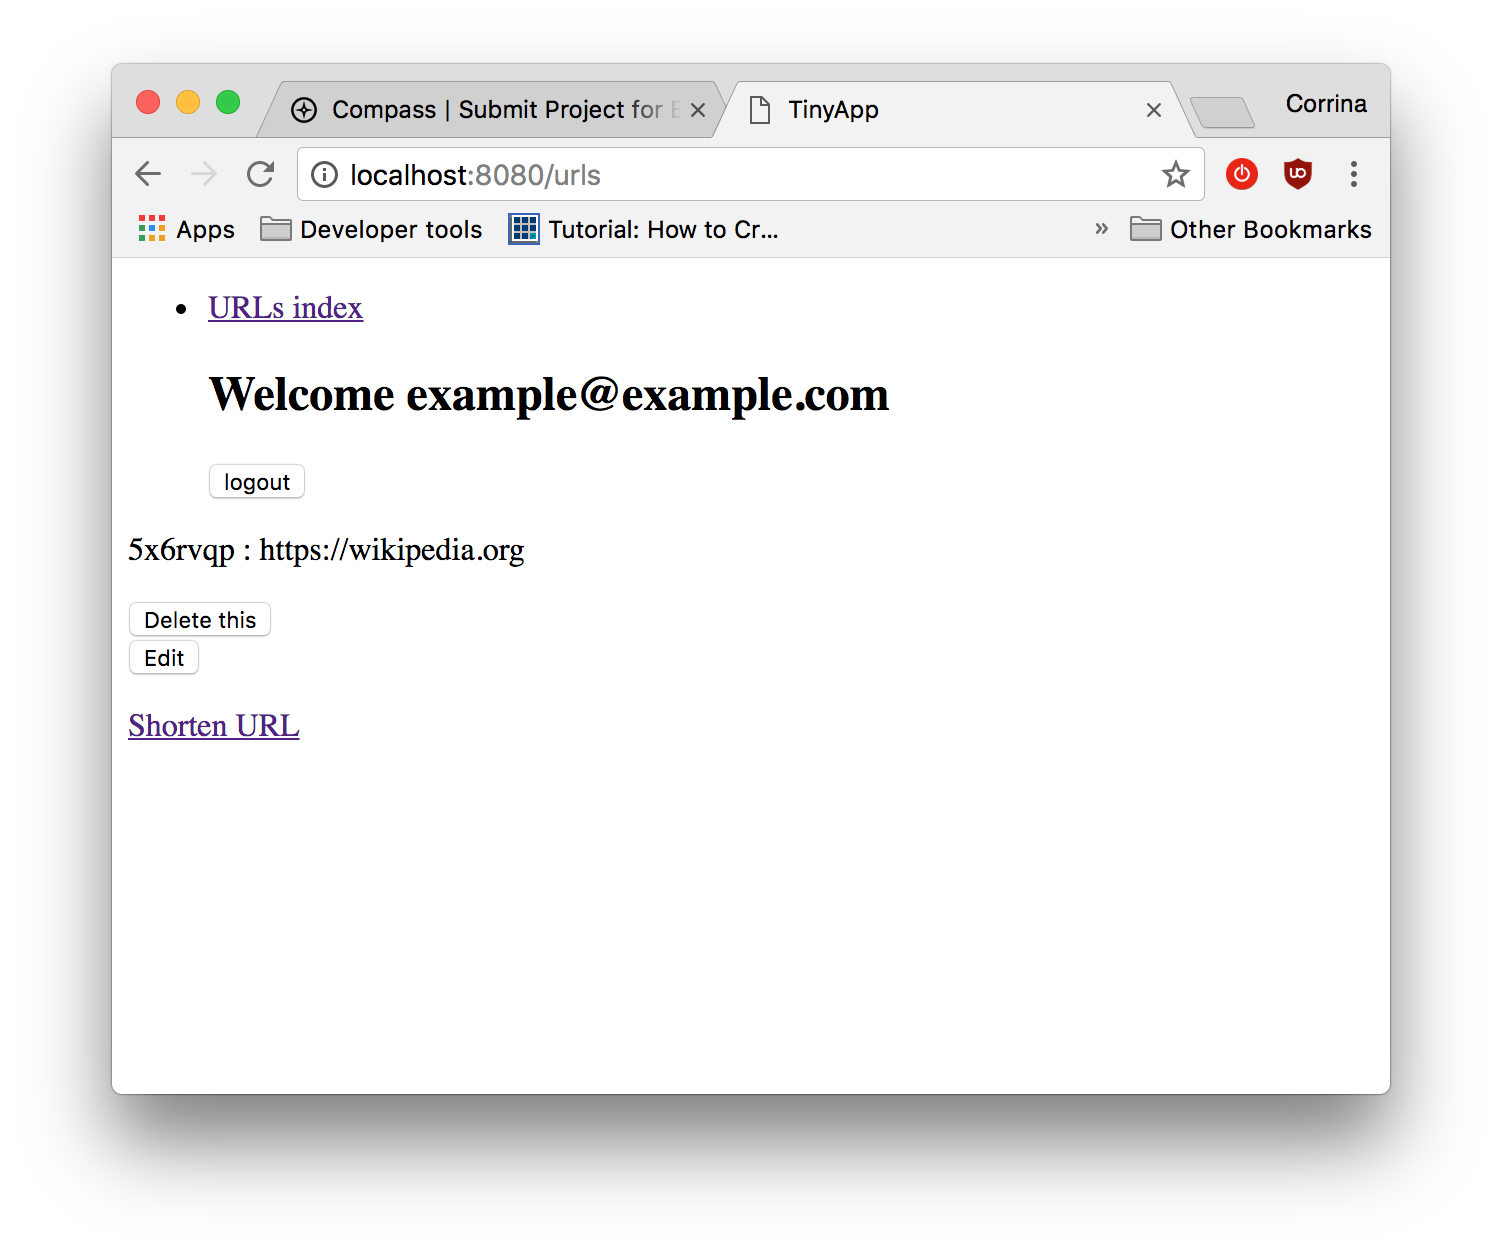 Compass | Submit Project for E
TinyApp
Corrina
localhost:8080/urls
Apps
Developer tools
Tutorial: How to Cr...
»
Other Bookmarks
• URLs index
Welcome example@example.com
logout
5x6rvqp : https://wikipedia.org
Delete this
Edit
Shorten URL